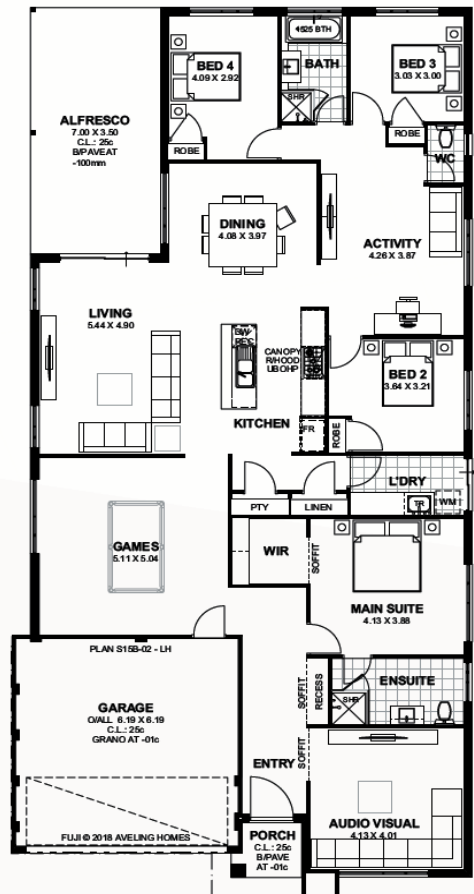 1525 BTH
BED 4
4.09 X 2.92
BATH
BED 3
3.03 X 3.00
SHR
ALFRESCO
7.00 X 3.50
C.L.: 25c
B/PAVEAT
-100mm
ROBE
ROBE
WC
DINING
4.08 X 3.97
ACTIVITY
4.26 X 3.87
LIVING
5.44 X 4.90
DW
REC
CANOPY
R/HOOD
UBOHP
BED 2
3.64 X 3.21
KITCHEN
FR
ROBE
L'DRY
TR
WM
PTY
LINEN
GAMES
5.11 X 5.04
WIR
SOFFIT
MAIN SUITE
4.13 X 3.88
PLAN S15B-02 - LH
GARAGE
O/ALL 6.19 X 6.19
C.L.: 25c
GRANO AT -01c
SOFFIT
RECESS
ENSUITE
SHR
SOFFIT
ENTRY
AUDIO VISUAL
4.13 X 4.01
FUJI © 2018 AVELING HOMES
PORCH
C.L.: 25c
B/PAVE
AT -01c